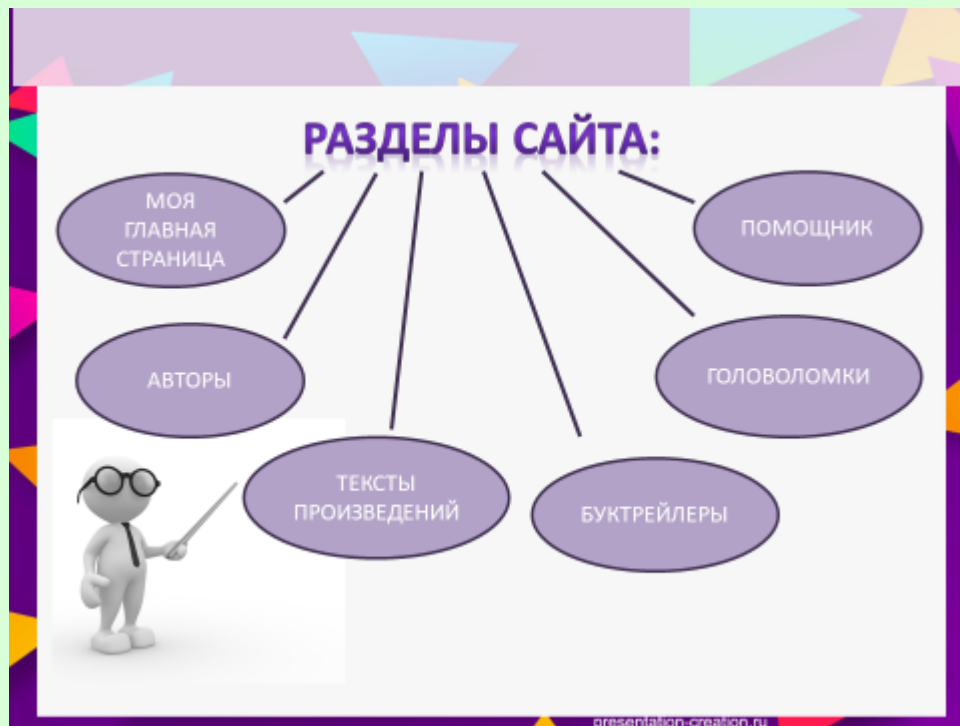 РАЗДЕЛЫ САЙТА:
МОЯ
ГЛАВНАЯ
СТРАНИЦА
ПОМОЩНИК
АВТОРЫ
ГОЛОВОЛОМКИ
ТЕКСТЫ
ПРОИЗВЕДЕНИЙ
БУКТРЕЙЛЕРЫ
presentation-creation.ru